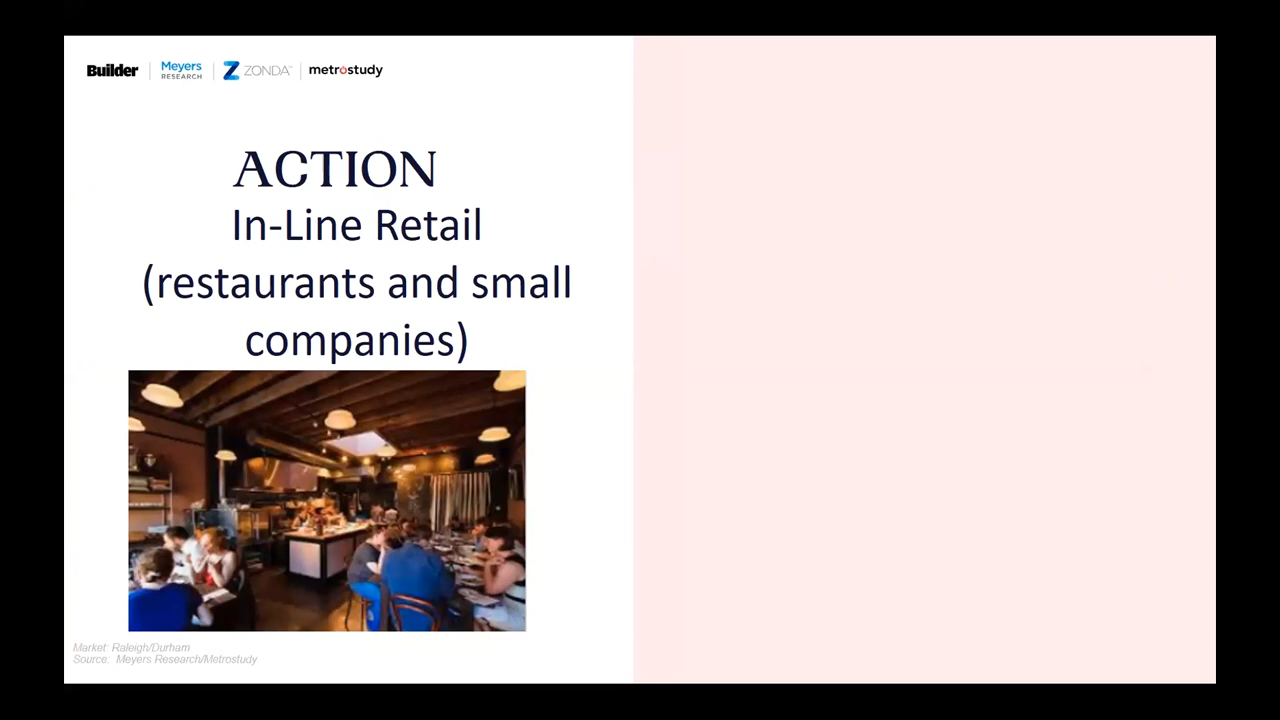 Builder | Meyers RESEARCH | ZONDA™ | metrostudy
ACTION
In-Line Retail
(restaurants and small
companies)
Market: Raleigh/Durham
Source: Meyers Research/Metrostudy